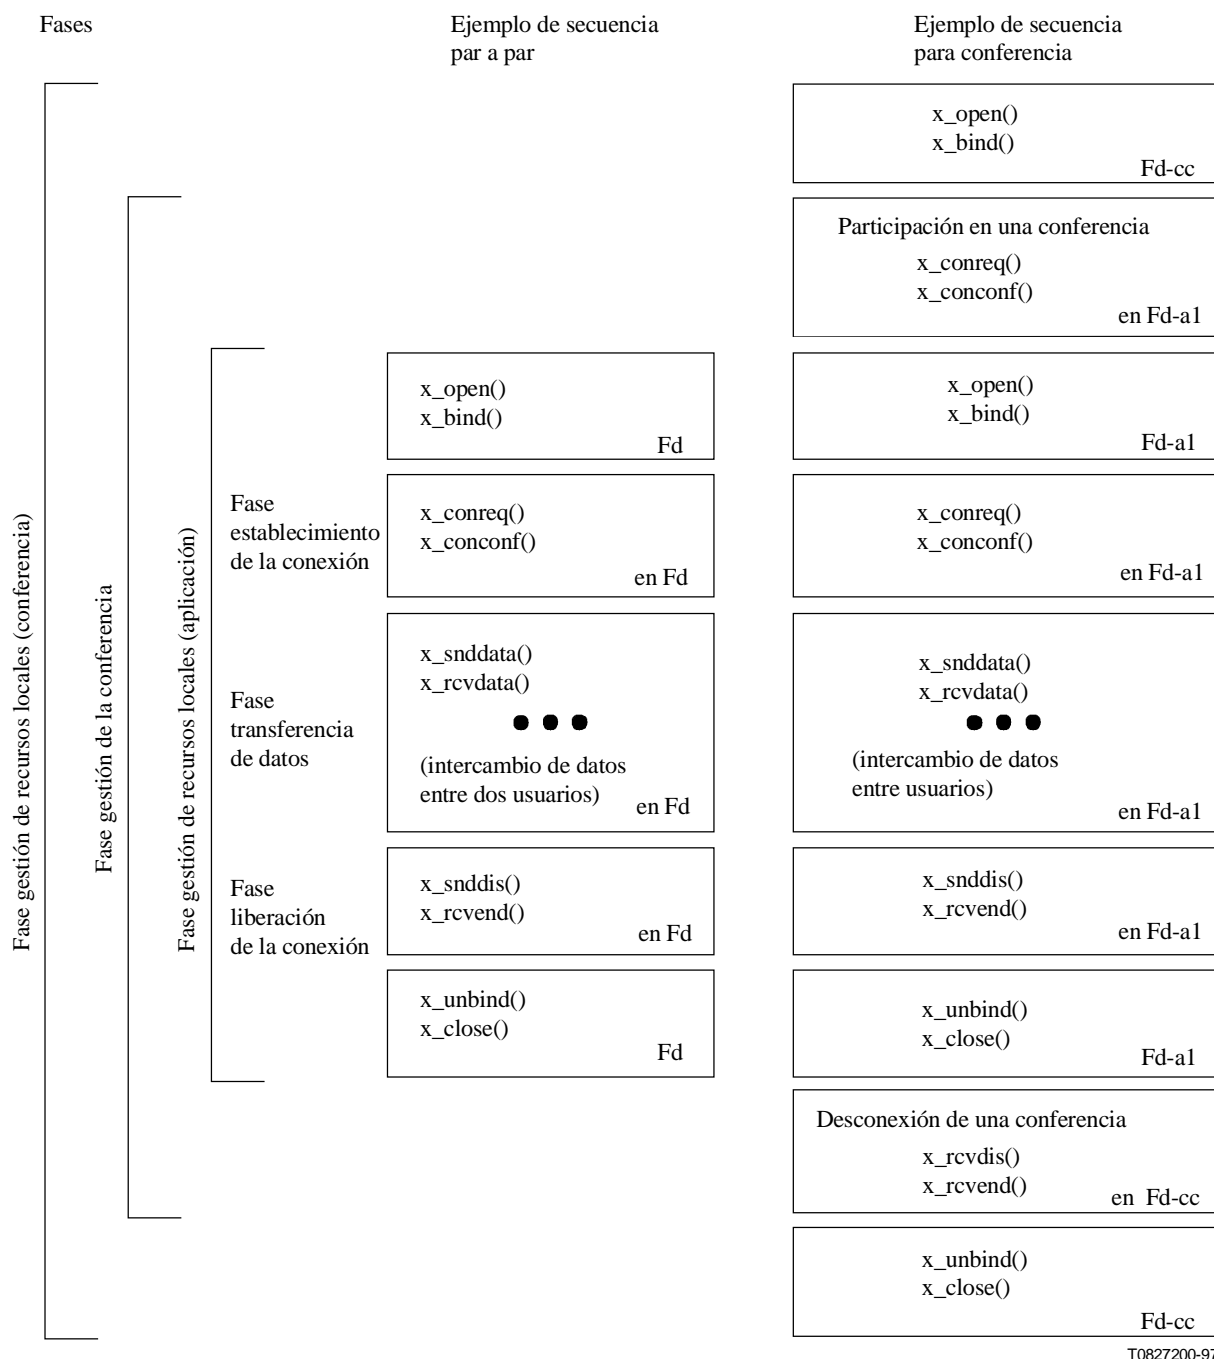 Fases
Ejemplo de secuencia
par a par
Ejemplo de secuencia
para conferencia
x_open()
x_bind()
Fd-cc
Participación en una conferencia
x_conreq()
x_conconf()
en Fd-a1
x_open()
x_bind()
Fd
x_open()
x_bind()
Fd-a1
Fase
establecimiento
de la conexión
x_conreq()
x_conconf()
en Fd
x_conreq()
x_conconf()
en Fd-a1
Fase gestión de recursos locales (conferencia)
Fase gestión de la conferencia
Fase gestión de recursos locales (aplicación)
Fase
transferencia
de datos
x_snddata()
x_rcvdata()
(intercambio de datos
entre dos usuarios)
en Fd
x_snddata()
x_rcvdata()
(intercambio de datos
entre usuarios)
en Fd-a1
Fase
liberación
de la conexión
x_snddis()
x_rcvend()
en Fd
x_snddis()
x_rcvend()
en Fd-a1
x_unbind()
x_close()
Fd
x_unbind()
x_close()
Fd-a1
Desconexión de una conferencia
x_rcvdis()
x_rcvend()
en Fd-cc
x_unbind()
x_close()
Fd-cc
T0827200-97